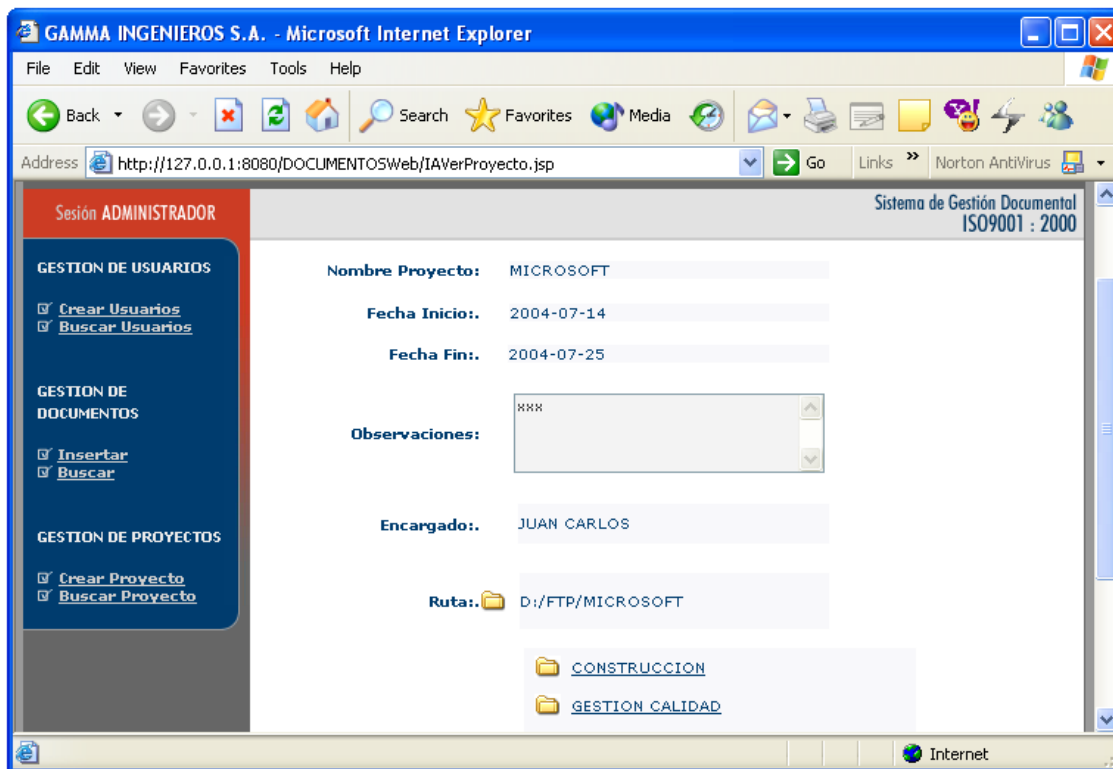 GAMMA INGENIEROS S.A. - Microsoft Internet Explorer
File Edit View Favorites Tools Help
Back Search Favorites Media
Address http://127.0.0.1:8080/DOCUMENTOSWeb/IAVerProyecto.jsp Go Links » Norton AntiVirus
Sesión ADMINISTRADOR
Sistema de Gestión Documental
ISO9001 : 2000
GESTION DE USUARIOS
Crear Usuarios
Buscar Usuarios
GESTION DE
DOCUMENTOS
Insertar
Buscar
GESTION DE PROYECTOS
Crear Proyecto
Buscar Proyecto
Nombre Proyecto: MICROSOFT
Fecha Inicio:. 2004-07-14
Fecha Fin:. 2004-07-25
Observaciones: xxx
Encargado:. JUAN CARLOS
Ruta:. D:/FTP/MICROSOFT
CONSTRUCCION
GESTION CALIDAD
Internet